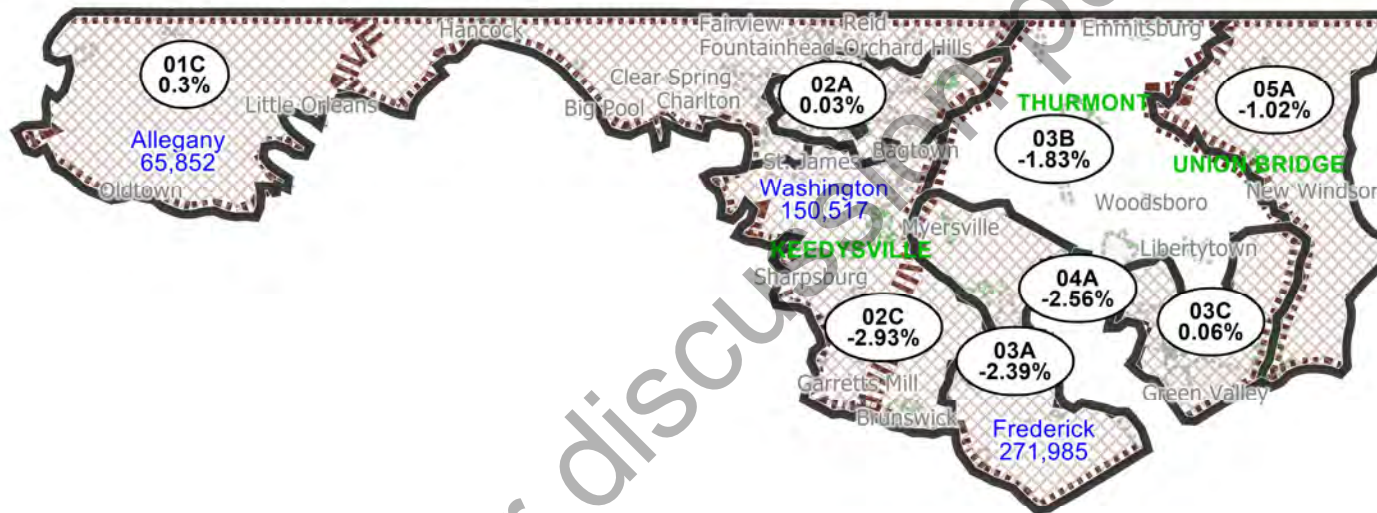 Hancock
Fairview
Reid
Emmitsburg
Fountainhead-Orchard Hills
01C
0.3%
Clear Spring
02A
0.03%
05A
-1.02%
Little Orleans
Big Pool
Charlton
THURMONT
Allegany
65,852
03B
-1.83%
St. James
Bagtown
UNION BRIDGE
Oldtown
Washington
150,517
New Windsor
Woodsboro
Myersville
KEEDYSVILLE
Libertytown
Sharpsburg
04A
-2.56%
02C
-2.93%
03C
0.06%
03A
-2.39%
Garretts Mill
Green Valley
Brunswick
Frederick
271,985
discussion